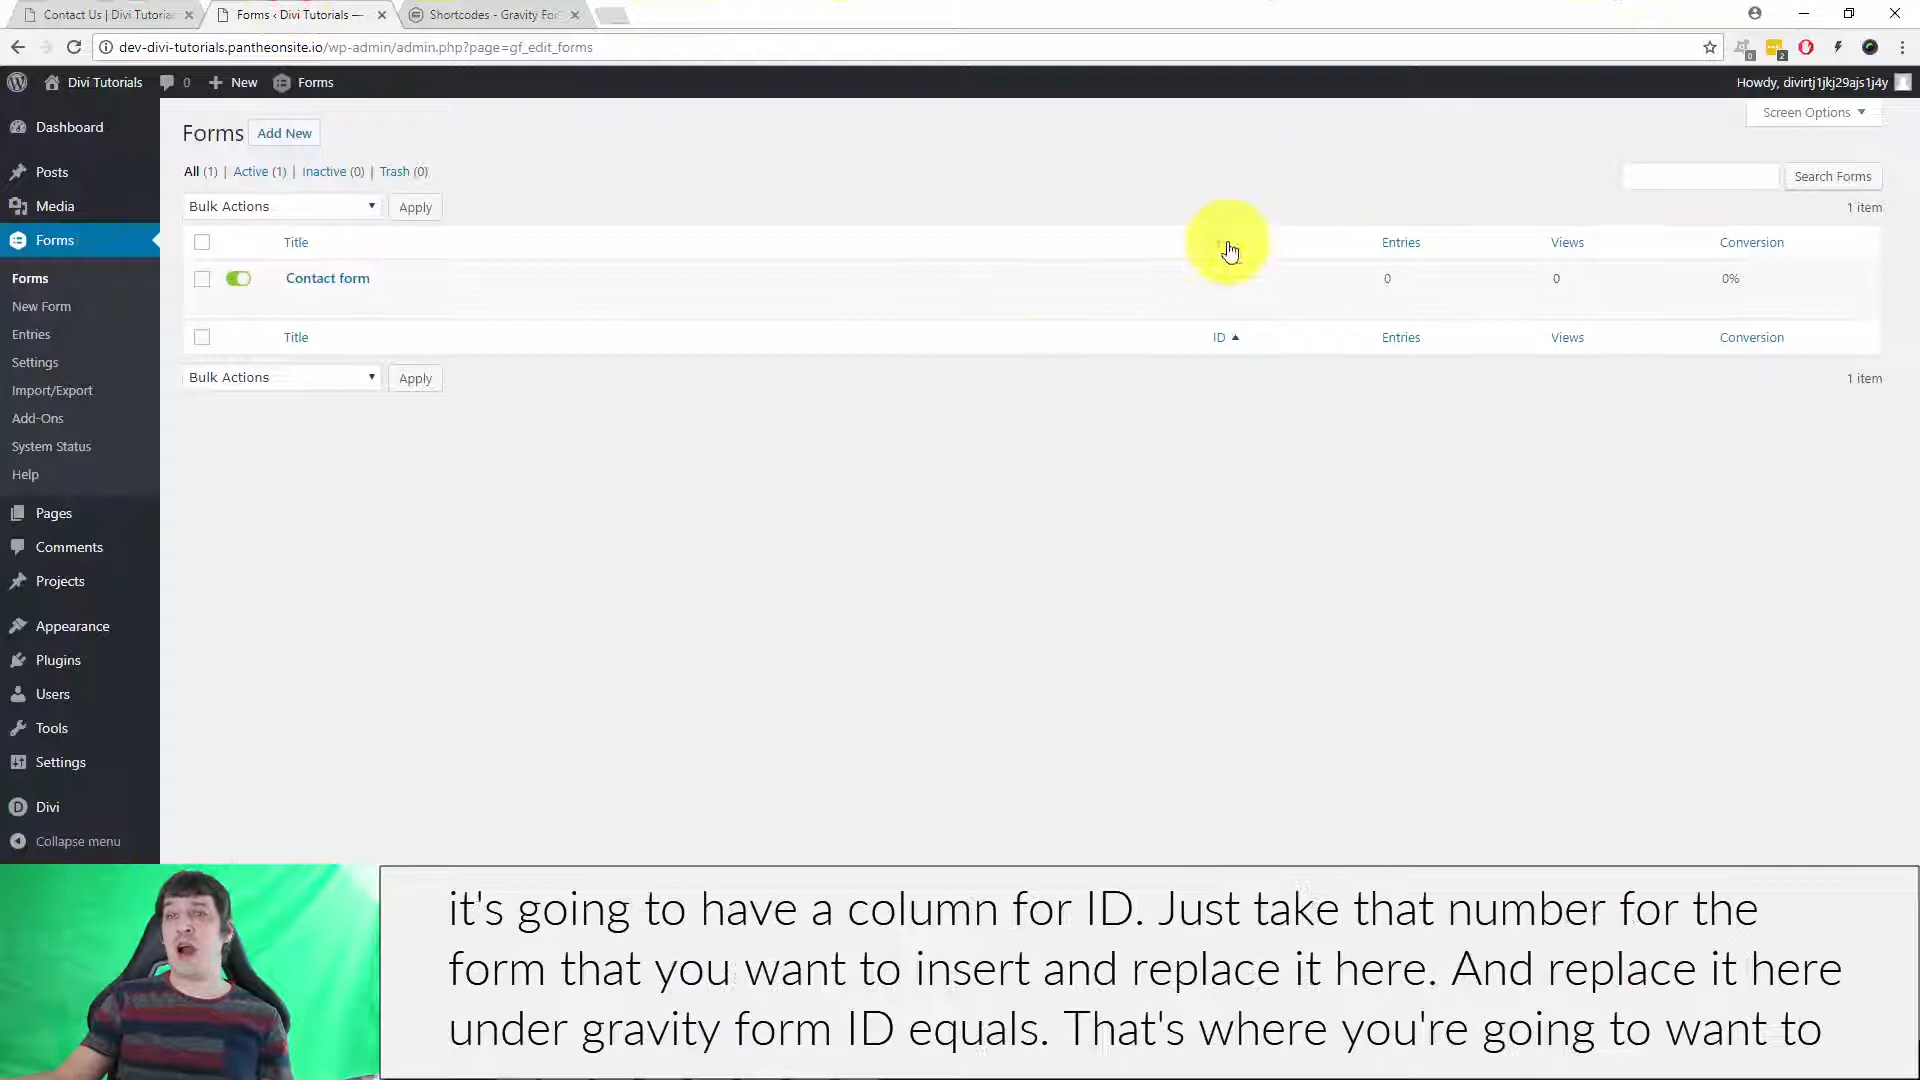 Contact Us | Divi Tutoria
Forms ‹ Divi Tutorials —
Shortcodes - Gravity For
dev-divi-tutorials.pantheonsite.io/wp-admin/admin.php?page=gf_edit_forms
0
2
Divi Tutorials
0
New
Forms
Howdy, divirtj1jkj29ajs1j4y
Screen Options
Dashboard
Posts
Media
Forms
Forms
New Form
Entries
Settings
Import/Export
Add-Ons
System Status
Help
Pages
Comments
Projects
Appearance
Plugins
Users
Tools
Settings
Divi
Collapse menu
Forms Add New
All (1) | Active (1) | Inactive (0) | Trash (0)
Search Forms
Bulk Actions Apply
1 item
Title Entries Views Conversion
Contact form 0 0 0%
Title ID Entries Views Conversion
Bulk Actions Apply
1 item
it's going to have a column for ID. Just take that number for the
form that you want to insert and replace it here. And replace it here
under gravity form ID equals. That's where you're going to want to